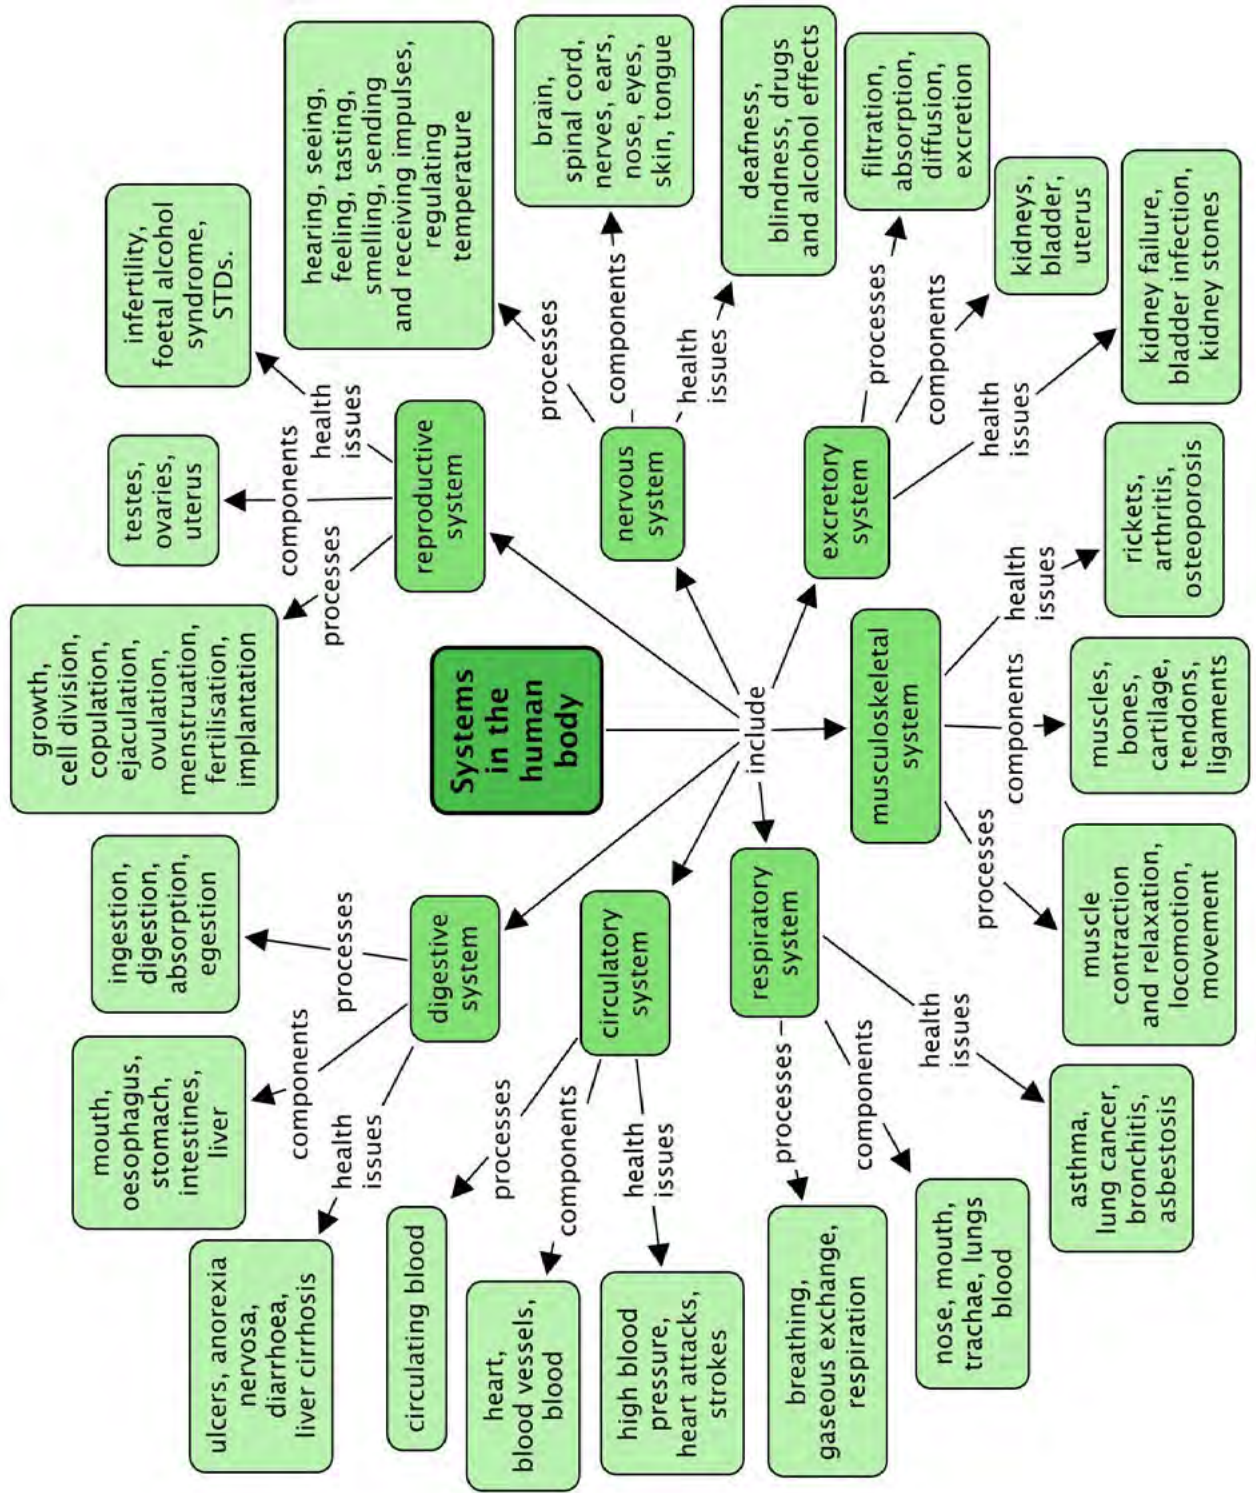 Systems
in the
human
body
include
digestive
system
health
issues
ulcers, anorexia
nervosa,
diarrhoea,
liver cirrhosis
components
mouth,
oesophagus,
stomach,
intestines,
liver
processes
ingestion,
digestion,
absorption,
egestion
reproductive
system
processes
growth,
cell division,
copulation,
ejaculation,
ovulation,
menstruation,
fertilisation,
implantation
components
testes,
ovaries,
uterus
health
issues
infertility,
foetal alcohol
syndrome,
STDs.
circulatory
system
processes
circulating blood
components
heart,
blood vessels,
blood
health
issues
high blood
pressure,
heart attacks,
strokes
nervous
system
processes
hearing, seeing,
feeling, tasting,
smelling, sending
and receiving impulses,
regulating
temperature
components
brain,
spinal cord,
nerves, ears,
nose, eyes,
skin, tongue
health
issues
deafness,
blindness, drugs
and alcohol effects
respiratory
system
processes
breathing,
gaseous exchange,
respiration
components
nose, mouth,
trachae, lungs
blood
health
issues
asthma,
lung cancer,
bronchitis,
asbestosis
musculoskeletal
system
processes
muscle
contraction
and relaxation,
locomotion,
movement
components
muscles,
bones,
cartilage,
tendons,
ligaments
health
issues
rickets,
arthritis,
osteoporosis
excretory
system
processes
filtration,
absorption,
diffusion,
excretion
components
kidneys,
bladder,
uterus
health
issues
kidney failure,
bladder infection,
kidney stones